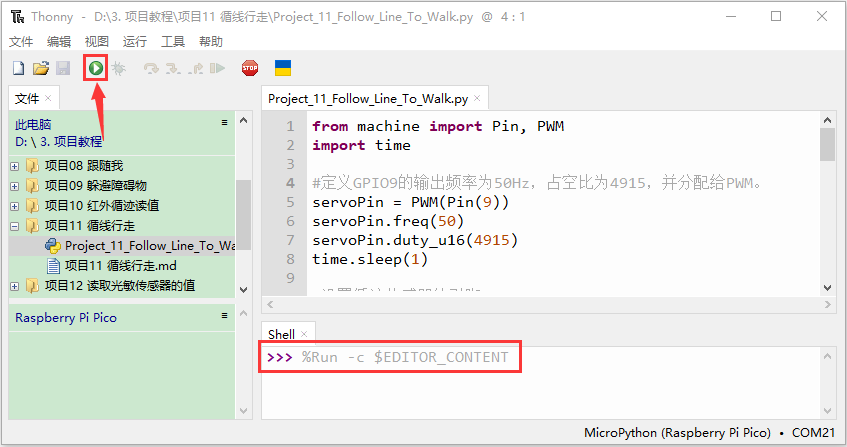 Thonny - D:\3. 项目教程\项目11 循线行走\Project_11_Follow_Line_To_Walk.py @ 4 : 1
文件 编辑 视图 运行 工具 帮助
STOP
文件 ×
此电脑
D: \ 3. 项目教程
项目08 跟随我
项目09 躲避障碍物
项目10 红外循迹读值
项目11 循线行走
Project_11_Follow_Line_To_Wa
项目11 循线行走.md
项目12 读取光敏传感器的值
Raspberry Pi Pico
Project_11_Follow_Line_To_Walk.py ×
1 from machine import Pin, PWM
2 import time
3
4 #定义GPIO9的输出频率为50Hz，占空比为4915，并分配给PWM。
5 servoPin = PWM(Pin(9))
6 servoPin.freq(50)
7 servoPin.duty_u16(4915)
8 time.sleep(1)
9
Shell ×
>>> %Run -c $EDITOR_CONTENT
MicroPython (Raspberry Pi Pico) • COM21